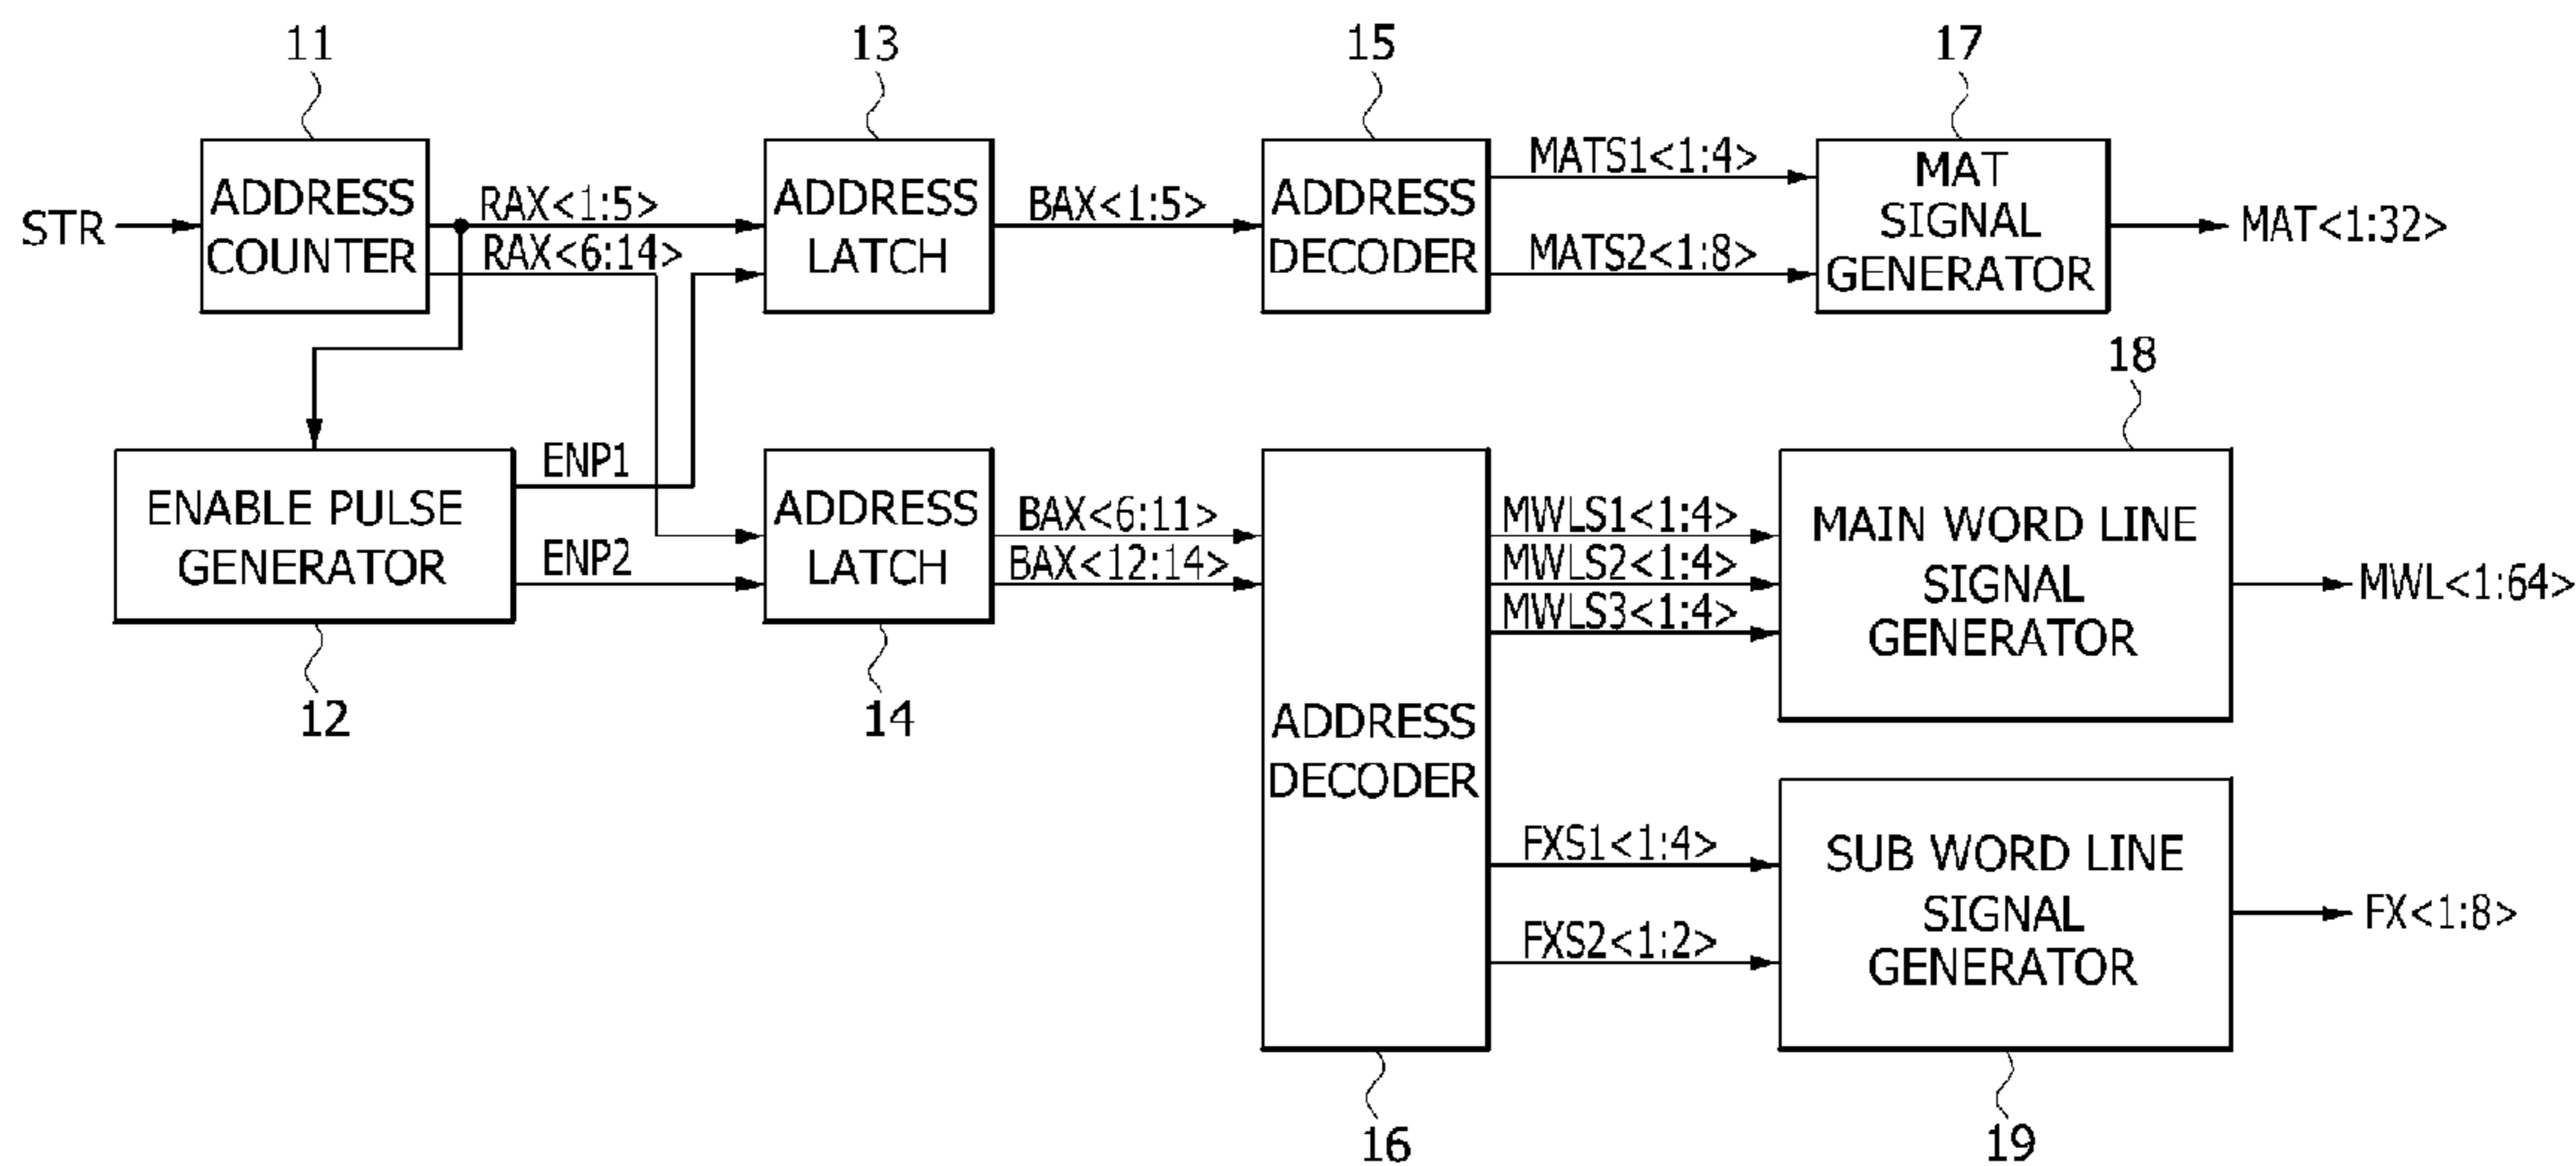 11
13
15
17
STR
ADDRESS
COUNTER
RAX<1:5>
RAX<6:14>
ADDRESS
LATCH
BAX<1:5>
ADDRESS
DECODER
MATS1<1:4>
MATS2<1:8>
MAT
SIGNAL
GENERATOR
MAT<1:32>
18
ENABLE PULSE
GENERATOR
ENP1
ENP2
ADDRESS
LATCH
BAX<6:11>
BAX<12:14>
ADDRESS
DECODER
MWLS1<1:4>
MWLS2<1:4>
MWLS3<1:4>
MAIN WORD LINE
SIGNAL
GENERATOR
MWL<1:64>
12
14
FXS1<1:4>
FXS2<1:2>
SUB WORD LINE
SIGNAL
GENERATOR
FX<1:8>
16
19